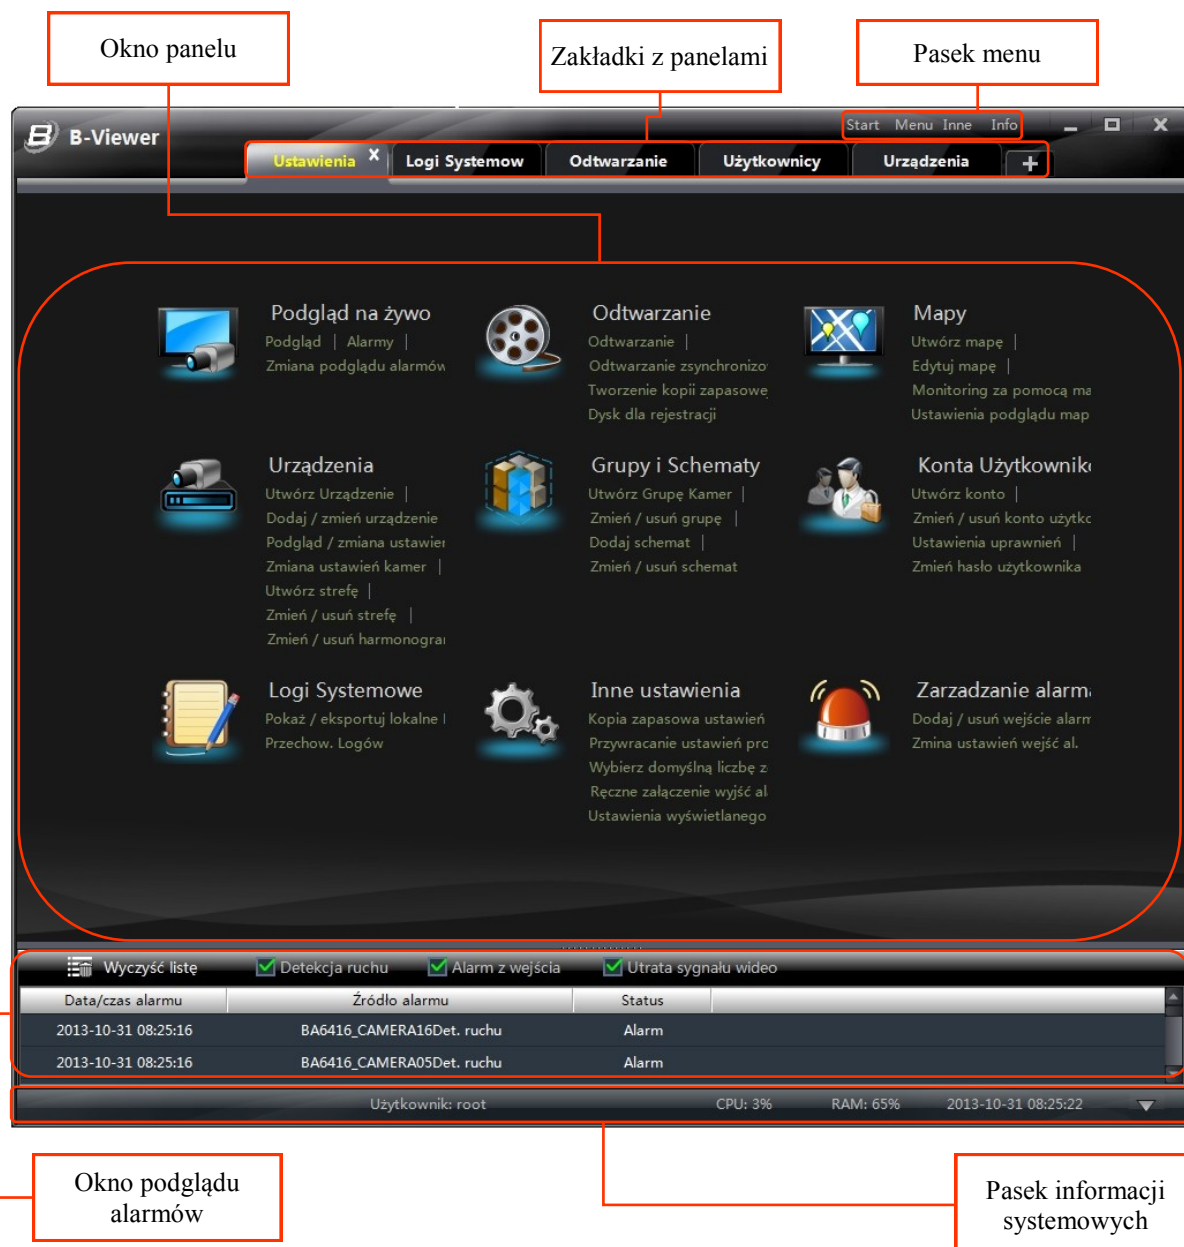 Okno panelu
Zakładki z panelami
Pasek menu
B-Viewer
Start Menu Inne Info
Ustawienia X Logi Systemow Odtwarzanie Użytkownicy Urządzenia +
Podgląd na żywo
Podgląd | Alarmy |
Zmiana podglądu alarmów
Odtwarzanie
Odtwarzanie |
Odtwarzanie zsynchronizo
Tworzenie kopii zapasowe
Dysk dla rejestracji
Mapy
Utwórz mapę |
Edytuj mapę |
Monitoring za pomocą ma
Ustawienia podglądu map
Urządzenia
Utwórz Urządzenie |
Dodaj / zmień urządzenie
Podgląd / zmiana ustawień
Zmiana ustawień kamer |
Utwórz strefę |
Zmień / usuń strefę |
Zmień / usuń harmonogra
Grupy i Schematy
Utwórz Grupę Kamer |
Zmień / usuń grupę |
Dodaj schemat |
Zmień / usuń schemat
Konta Użytkownik
Utwórz konto |
Zmień / usuń konto użytko
Ustawienia uprawnień |
Zmień hasło użytkownika
Logi Systemowe
Pokaż / eksportuj lokalne
Przechow. Logów
Inne ustawienia
Kopia zapasowa ustawień
Przywracanie ustawień pro
Wybierz domyślną liczbę
Ręczne załączenie wyjść al
Ustawienia wyświetlanego
Zarzadzanie alarm
Dodaj / usuń wejście alarm
Zmina ustawień wejść al.
Wyczyść listę Detekcja ruchu Alarm z wejścia Utrata sygnału wideo
Data/czas alarmu Źródło alarmu Status
2013-10-31 08:25:16 BA6416_CAMERA16Det. ruchu Alarm
2013-10-31 08:25:16 BA6416_CAMERA05Det. ruchu Alarm
Użytkownik: root CPU: 3% RAM: 65% 2013-10-31 08:25:22
Okno podglądu
alarmów
Pasek informacji
systemowych